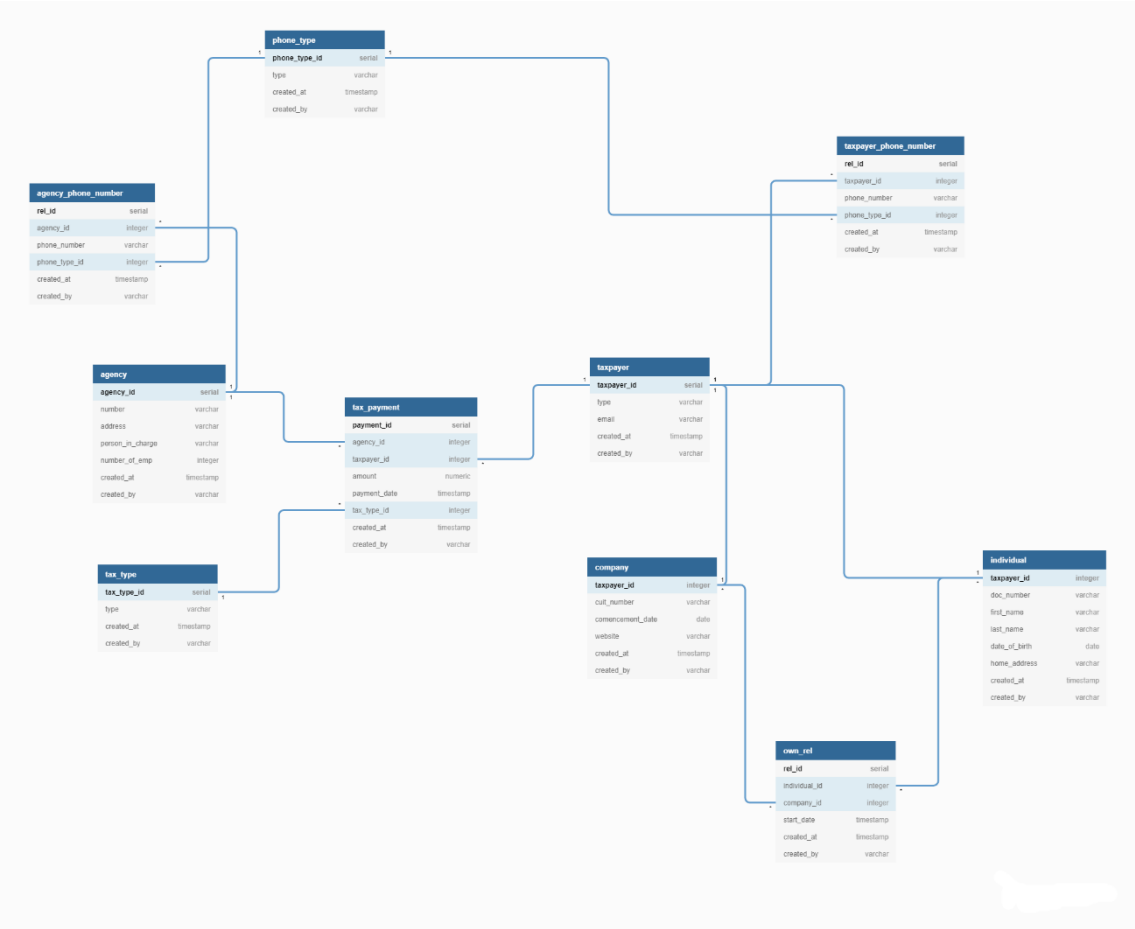 phone_type
phone_type_id serial
type varchar
created_at timestamp
created_by varchar
taxpayer_phone_number
rel_id serial
taxpayer_id integer
phone_number varchar
phone_type_id integer
created_at timestamp
created_by varchar
agency_phone_number
rel_id serial
agency_id integer
phone_number varchar
phone_type_id integer
created_at timestamp
created_by varchar
agency
agency_id serial
number varchar
address varchar
person_in_charge varchar
number_of_emp integer
created_at timestamp
created_by varchar
tax_payment
payment_id serial
agency_id integer
taxpayer_id integer
amount numeric
payment_date timestamp
tax_type_id integer
created_at timestamp
created_by varchar
taxpayer
taxpayer_id serial
type varchar
email varchar
created_at timestamp
created_by varchar
tax_type
tax_type_id serial
type varchar
created_at timestamp
created_by varchar
company
taxpayer_id integer
cuit_number varchar
comencement_date date
website varchar
created_at timestamp
created_by varchar
individual
taxpayer_id integer
doc_number varchar
first_name varchar
last_name varchar
date_of_birth date
home_address varchar
created_at timestamp
created_by varchar
own_rel
rel_id serial
individual_id integer
company_id integer
start_date timestamp
created_at timestamp
created_by varchar